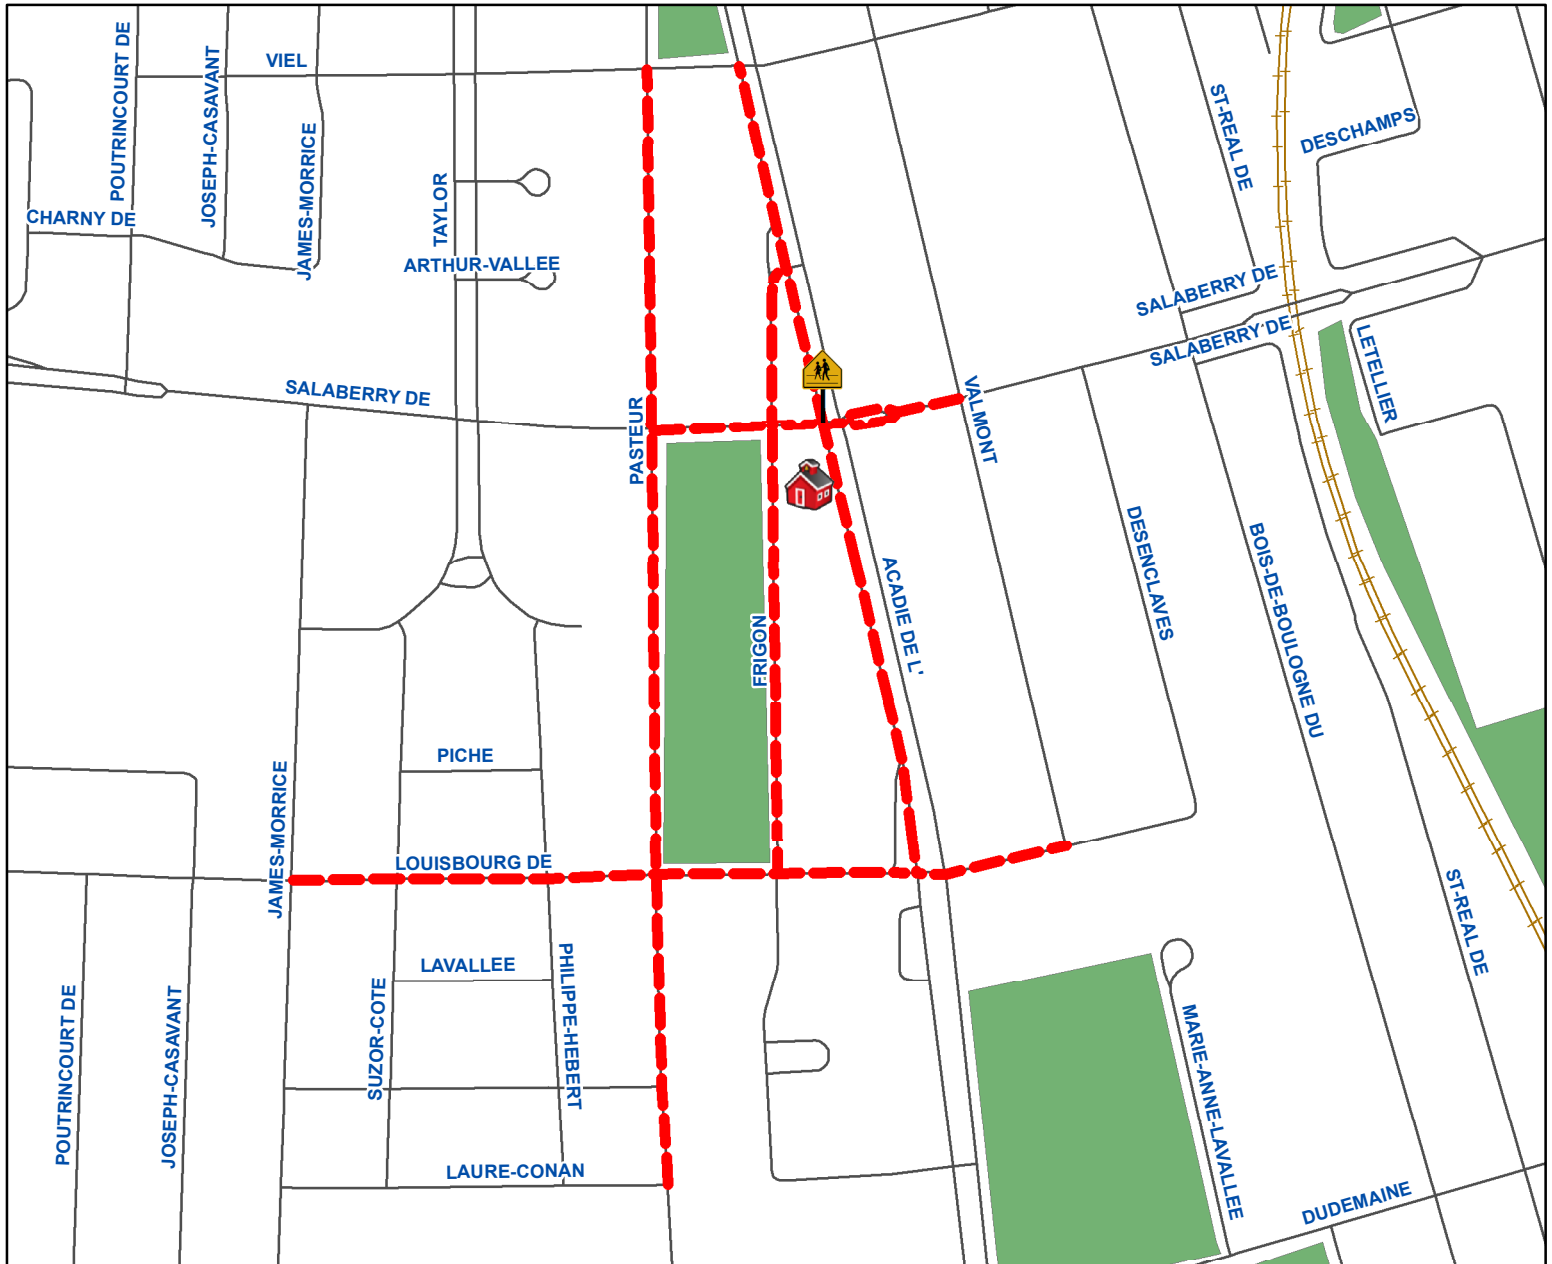 VIEL
POUTRINCOURT DE
JOSEPH-CASAVANT
JAMES-MORRICE
CHARNY DE
TAYLOR
ARTHUR-VALLEE
ST-REAL DE
DESCHAMPS
SALABERRY DE
SALABERRY DE
LETELLIER
SALABERRY DE
PASTEUR
VALMONT
DESENCLAVES
BOIS-DE-BOULOGNE DU
ACADIE DE L'
FRIGON
PICHE
JAMES-MORRICE
LOUISBOURG DE
LAVALLEE
PHILIPPE-HEBERT
SUZOR-COTE
POUTRINCOURT DE
JOSEPH-CASAVANT
LAURE-CONAN
ST-REAL DE
MARIE-ANNE-LAVALLEE
DUDEMAINE